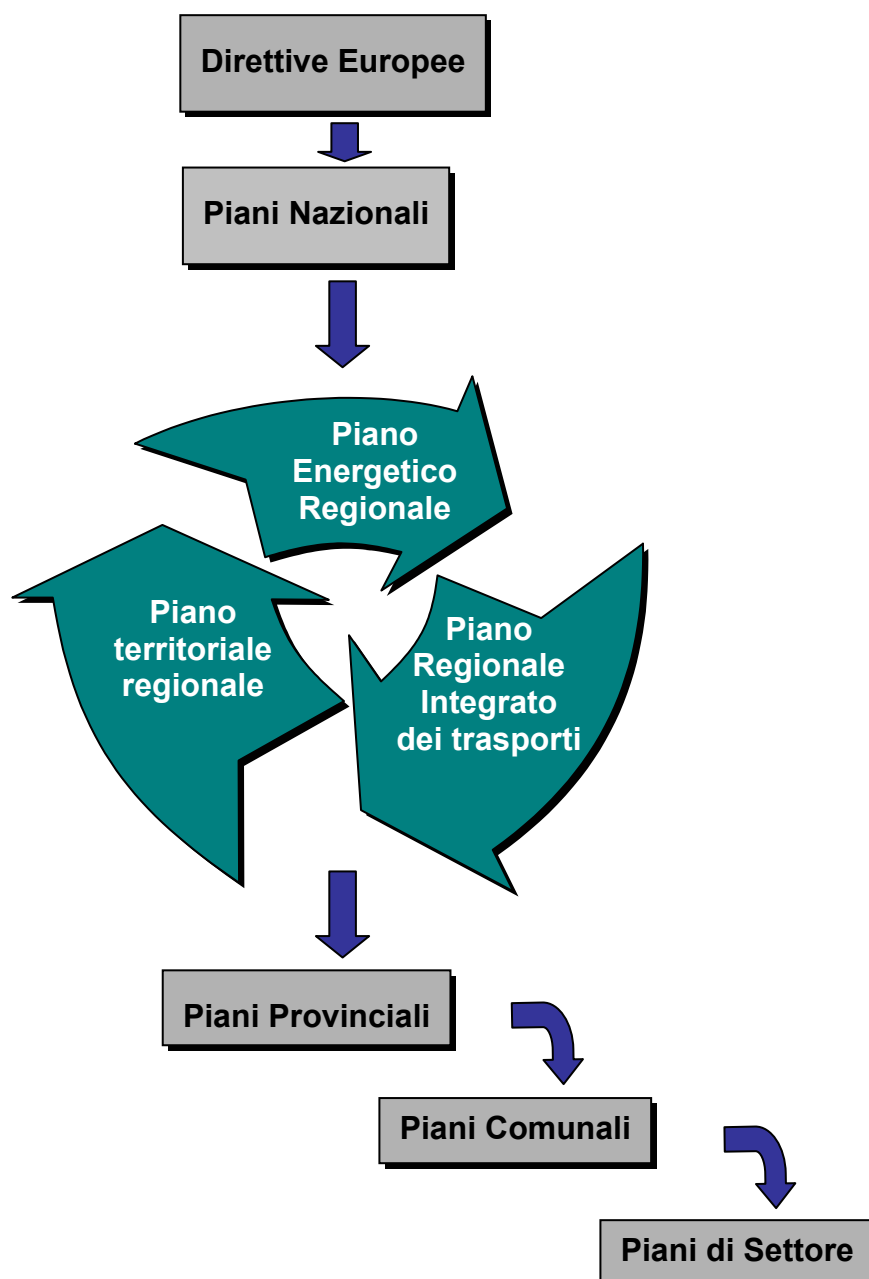 Direttive Europee
Piani Nazionali
Piano
Energetico
Regionale
Piano
territoriale
regionale
Piano
Regionale
Integrato
dei trasporti
Piani Provinciali
Piani Comunali
Piani di Settore